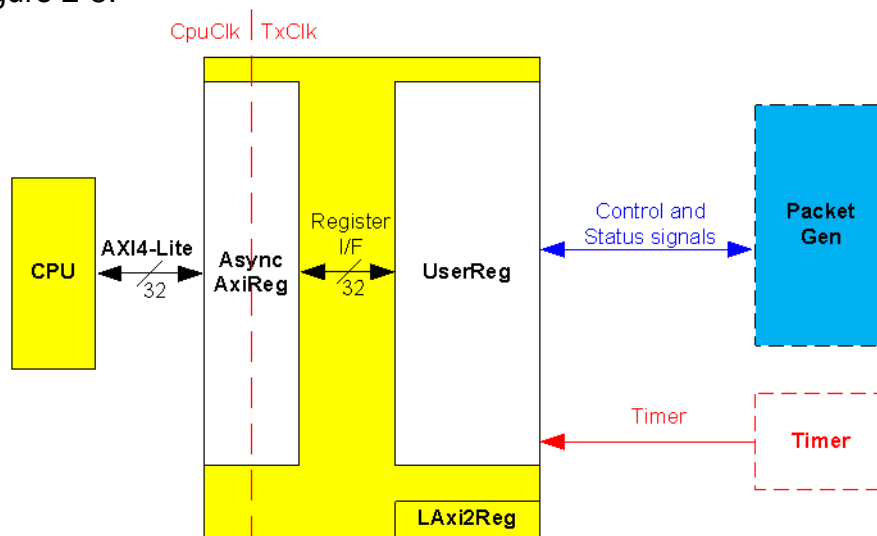 CpuClk TxClk
CPU
AXI4-Lite
32
Async
AxiReg
Register
I/F
32
UserReg
Control and
Status signals
Packet
Gen
Timer
Timer
LAxi2Reg